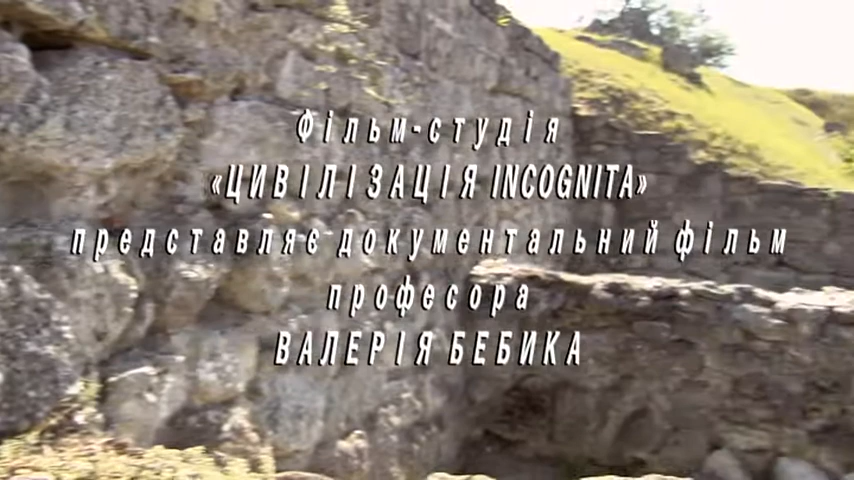 Фільм-студія
«ЦИВІЛІЗАЦІЯ INCOGNITA»
представляє документальний фільм
професора
ВАЛЕРІЯ БЕБИКА